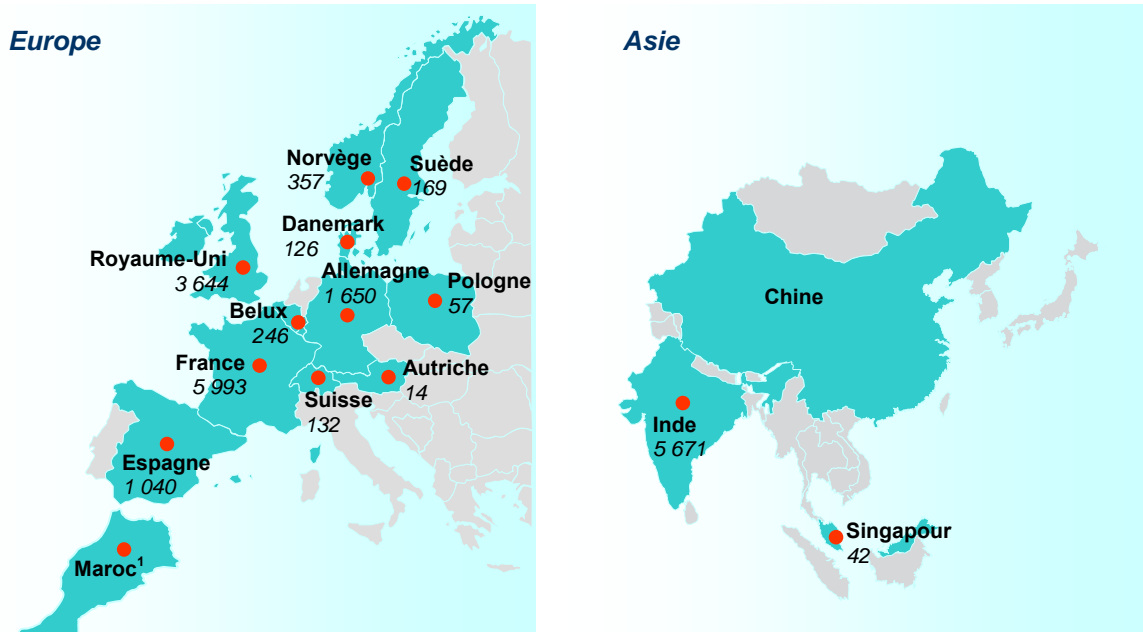 Europe
Norvège
357
Suède
169
Danemark
126
Royaume-Uni
3 644
Allemagne
1 650
Pologne
57
Belux
246
France
5 993
Autriche
14
Suisse
132
Espagne
1 040
Maroc¹
Asie
Chine
Inde
5 671
Singapour
42